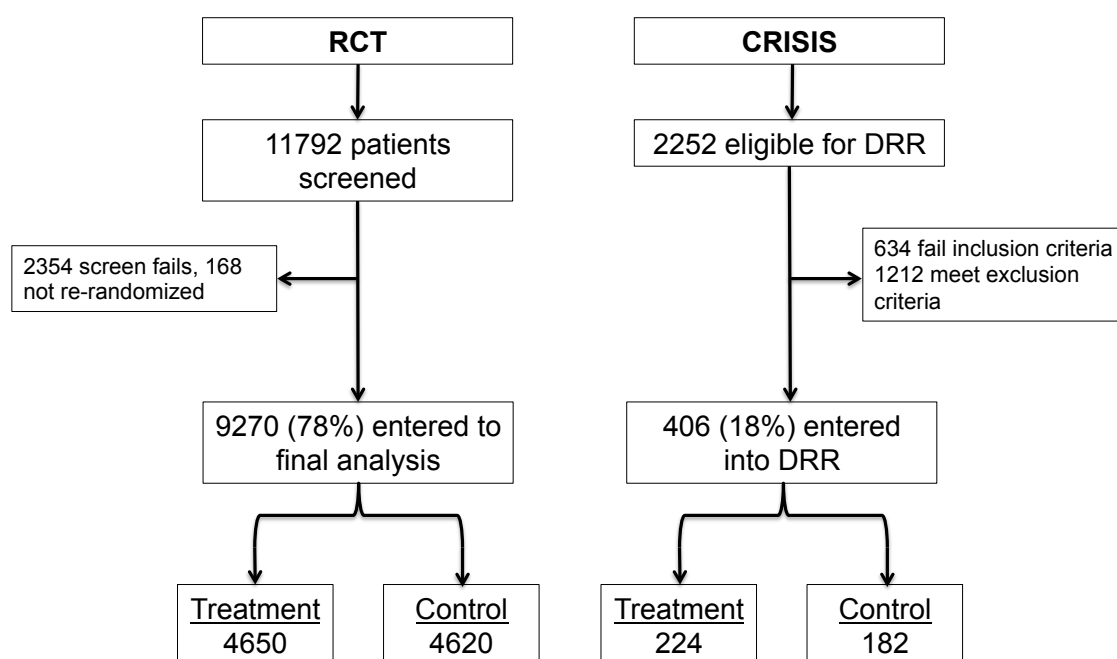 RCT
11792 patients
screened
2354 screen fails, 168
not re-randomized
9270 (78%) entered to
final analysis
Treatment
4650
Control
4620
CRISIS
2252 eligible for DRR
634 fail inclusion criteria
1212 meet exclusion
criteria
406 (18%) entered
into DRR
Treatment
224
Control
182